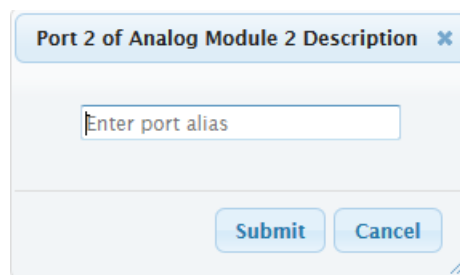 Port 2 of Analog Module 2 Description
Enter port alias
Submit Cancel